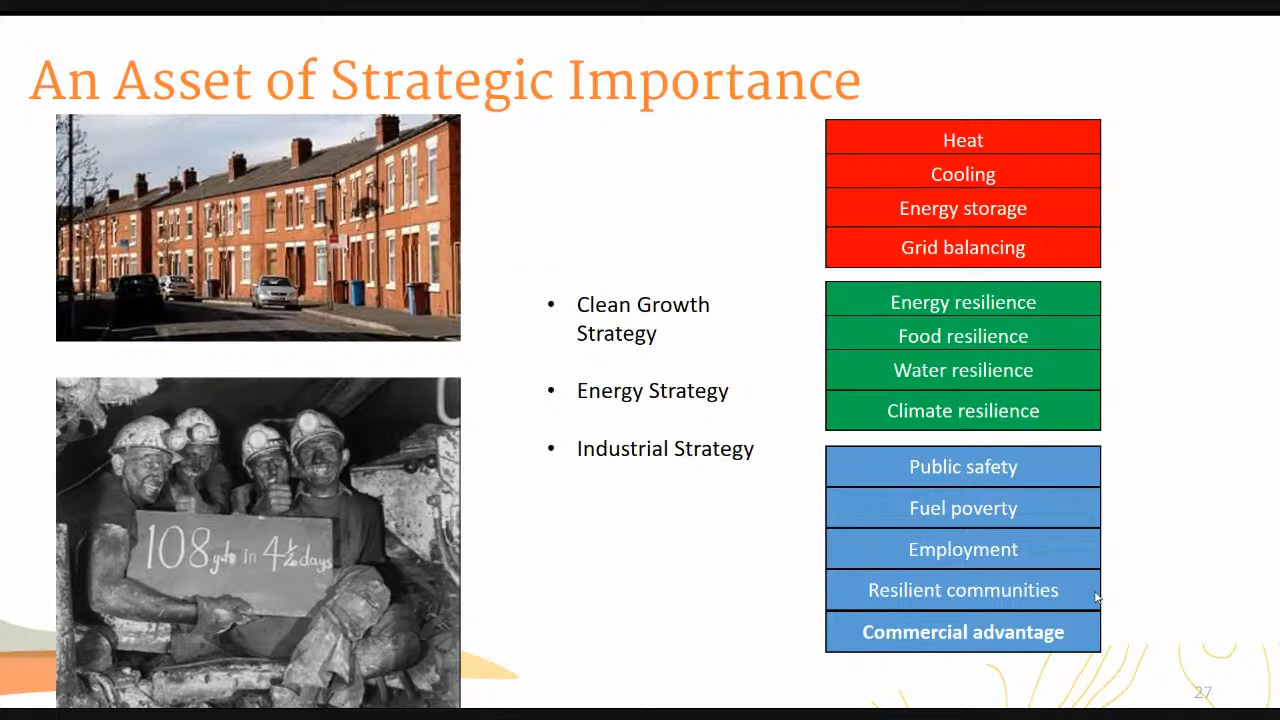 An Asset of Strategic Importance
108 yds in 4½ days
• Clean Growth
Strategy
• Energy Strategy
• Industrial Strategy
Heat
Cooling
Energy storage
Grid balancing
Energy resilience
Food resilience
Water resilience
Climate resilience
Public safety
Fuel poverty
Employment
Resilient communities
Commercial advantage
27